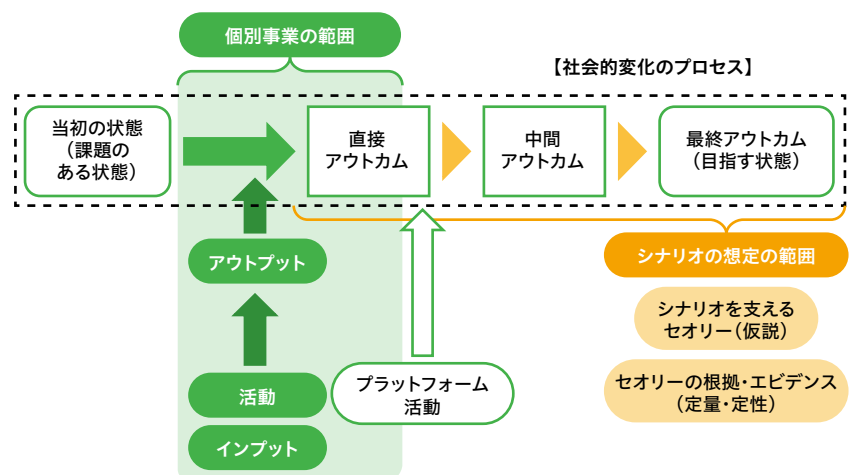 個別事業の範囲
【社会的変化のプロセス】
当初の状態
(課題の
ある状態)
直接
アウトカム
中間
アウトカム
最終アウトカム
(目指す状態)
アウトプット
シナリオの想定の範囲
シナリオを支える
セオリー(仮説)
プラットフォーム
活動
セオリーの根拠・エビデンス
(定量・定性)
活動
インプット